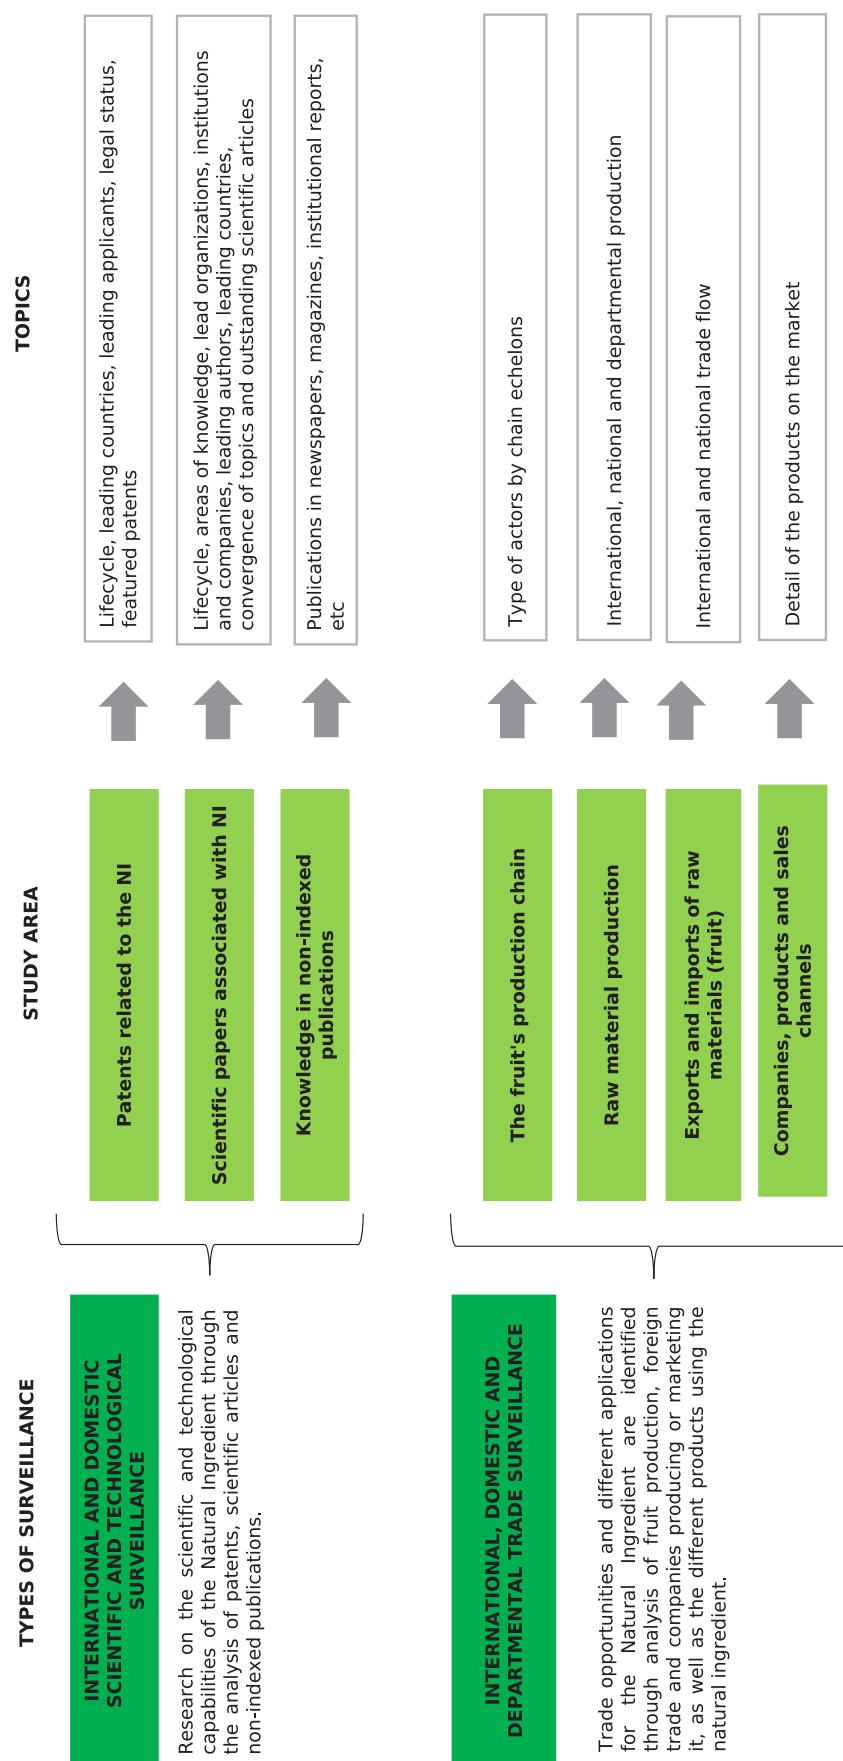 TYPES OF SURVEILLANCE
STUDY AREA
TOPICS
INTERNATIONAL AND DOMESTIC
SCIENTIFIC AND TECHNOLOGICAL
SURVEILLANCE
Research on the scientific and technological
capabilities of the Natural Ingredient through
the analysis of patents, scientific articles and
non-indexed publications.
Patents related to the NI
Lifecycle, leading countries, leading applicants, legal status,
featured patents
Scientific papers associated with NI
Lifecycle, areas of knowledge, lead organizations, institutions
and companies, leading authors, leading countries,
convergence of topics and outstanding scientific articles
Knowledge in non-indexed
publications
Publications in newspapers, magazines, institutional reports,
etc
INTERNATIONAL, DOMESTIC AND
DEPARTMENTAL TRADE SURVEILLANCE
Trade opportunities and different applications
for the Natural Ingredient are identified
through analysis of fruit production, foreign
trade and companies producing or marketing
it, as well as the different products using the
natural ingredient.
The fruit's production chain
Type of actors by chain echelons
Raw material production
International, national and departmental production
Exports and imports of raw
materials (fruit)
International and national trade flow
Companies, products and sales
channels
Detail of the products on the market